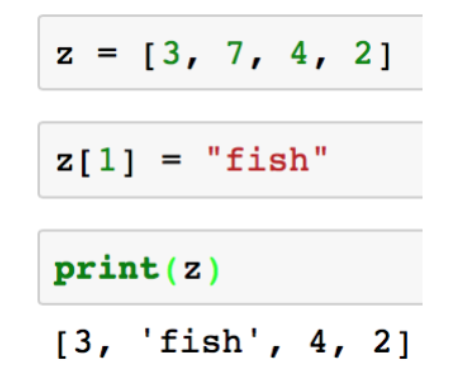 z = [3, 7, 4, 2]
z[1] = "fish"
print(z)
[3, 'fish', 4, 2]